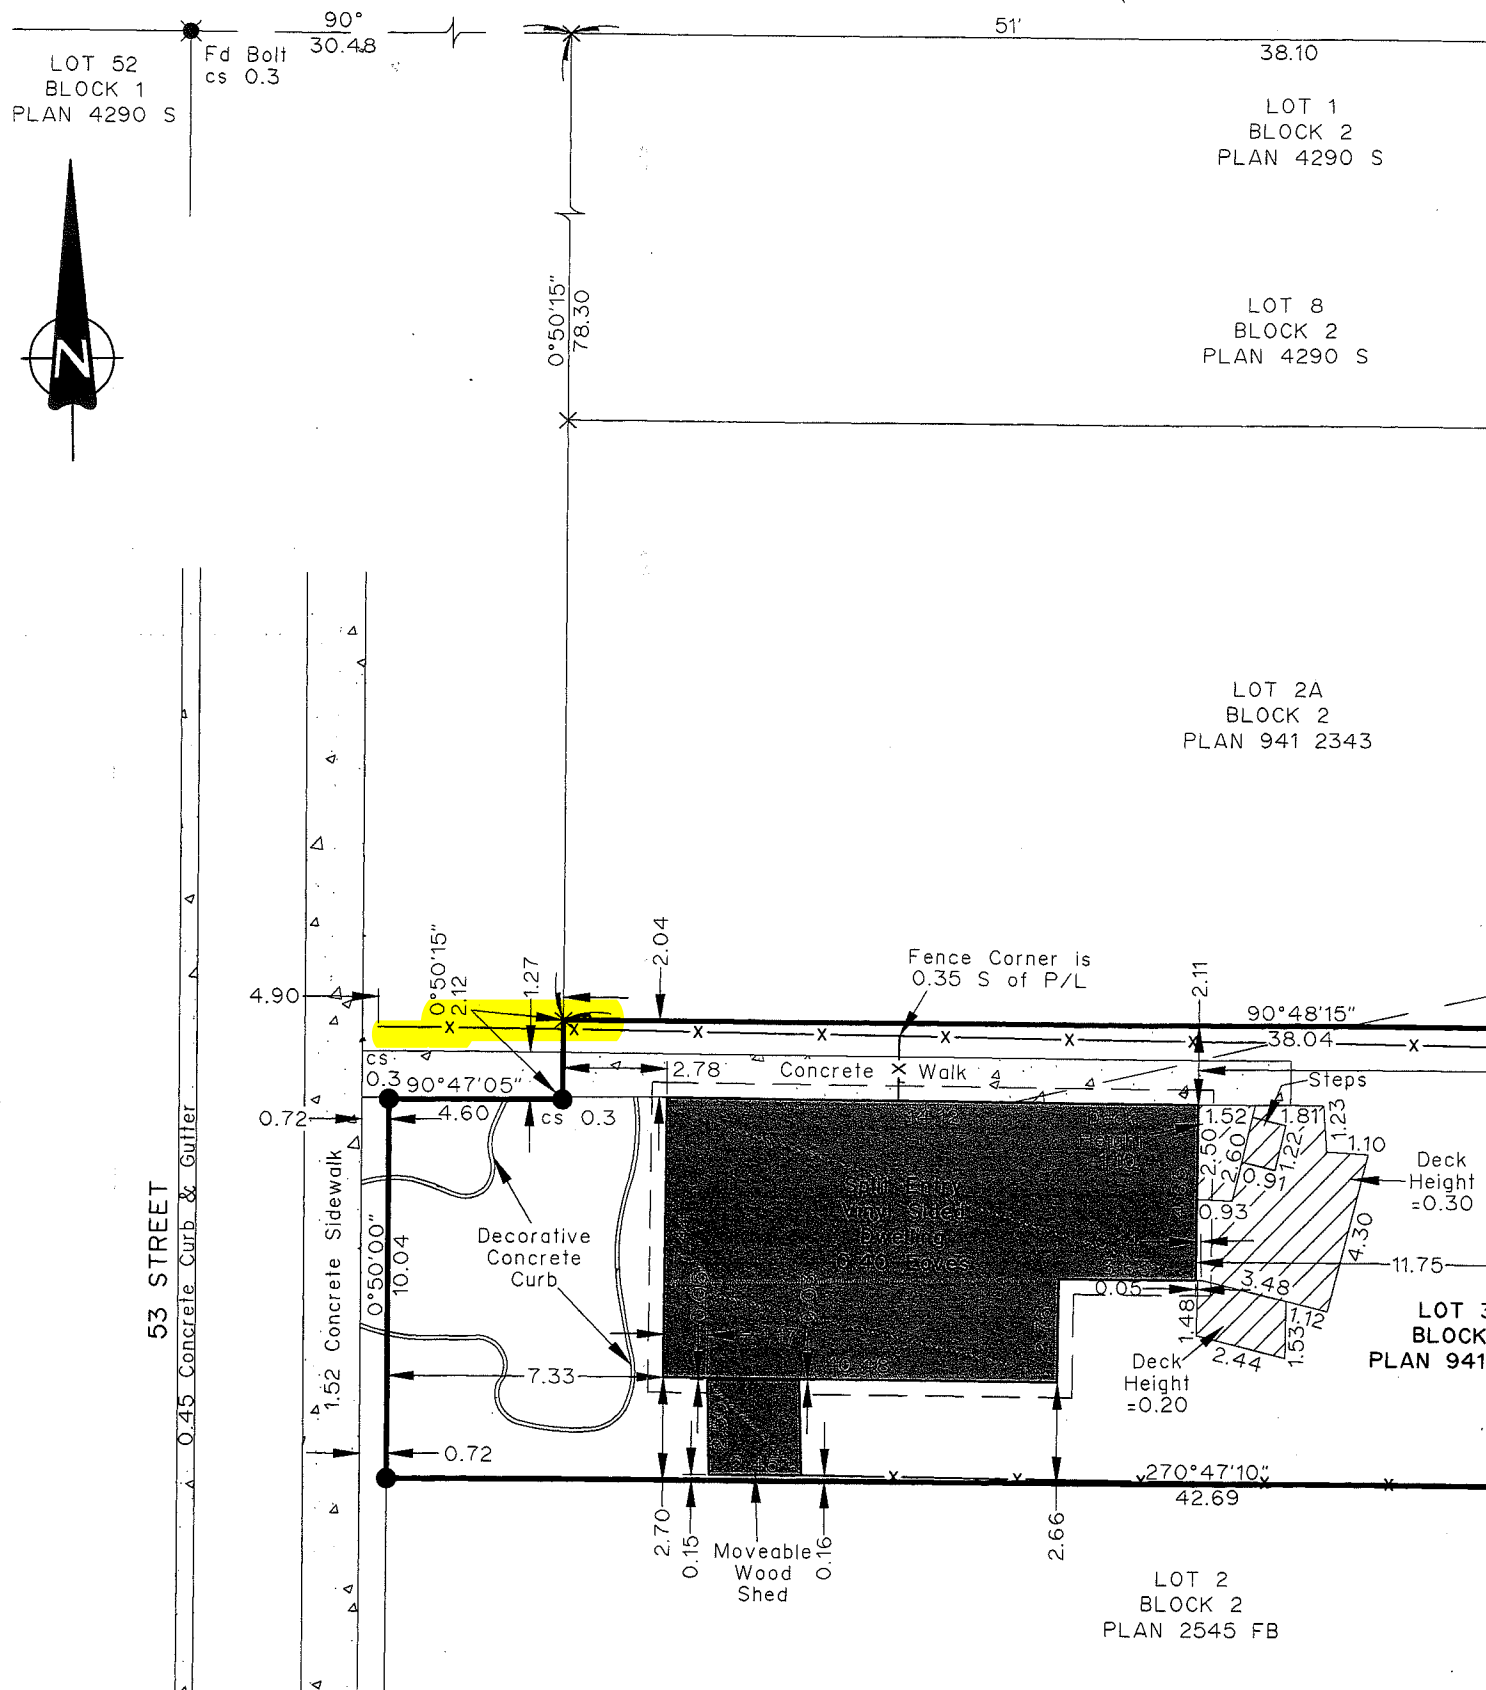 90°
30.48
51'
38.10
Fd Bolt
cs 0.3
LOT 52
BLOCK 1
PLAN 4290 S
LOT 1
BLOCK 2
PLAN 4290 S
N
0°50'15"
78.30
LOT 8
BLOCK 2
PLAN 4290 S
LOT 2A
BLOCK 2
PLAN 941 2343
4.90
0°50'15"
2.12
1.27
2.04
Fence Corner is
0.35 S of P/L
2.11
90°48'15"
38.04
cs
0.3
90°47'05"
4.60
cs 0.3
2.78
Concrete Walk
Steps
0.72
1.52
1.81
1.23
1.10
2.50
2.60
1.22
0.91
0.93
Deck
Height
=0.30
4.30
11.75
Split Entry
Vinyl Sided
Dwelling
0.05
3.48
1.12
1.48
1.53
2.44
Deck
Height
=0.20
LOT 3
BLOCK
PLAN 941
53 STREET
0.45 Concrete Curb & Gutter
1.52 Concrete Sidewalk
0°50'00"
10.04
Decorative
Concrete
Curb
7.33
0.72
270°47'10"
42.69
2.70
0.15
Moveable
Wood
Shed
0.16
2.66
LOT 2
BLOCK 2
PLAN 2545 FB